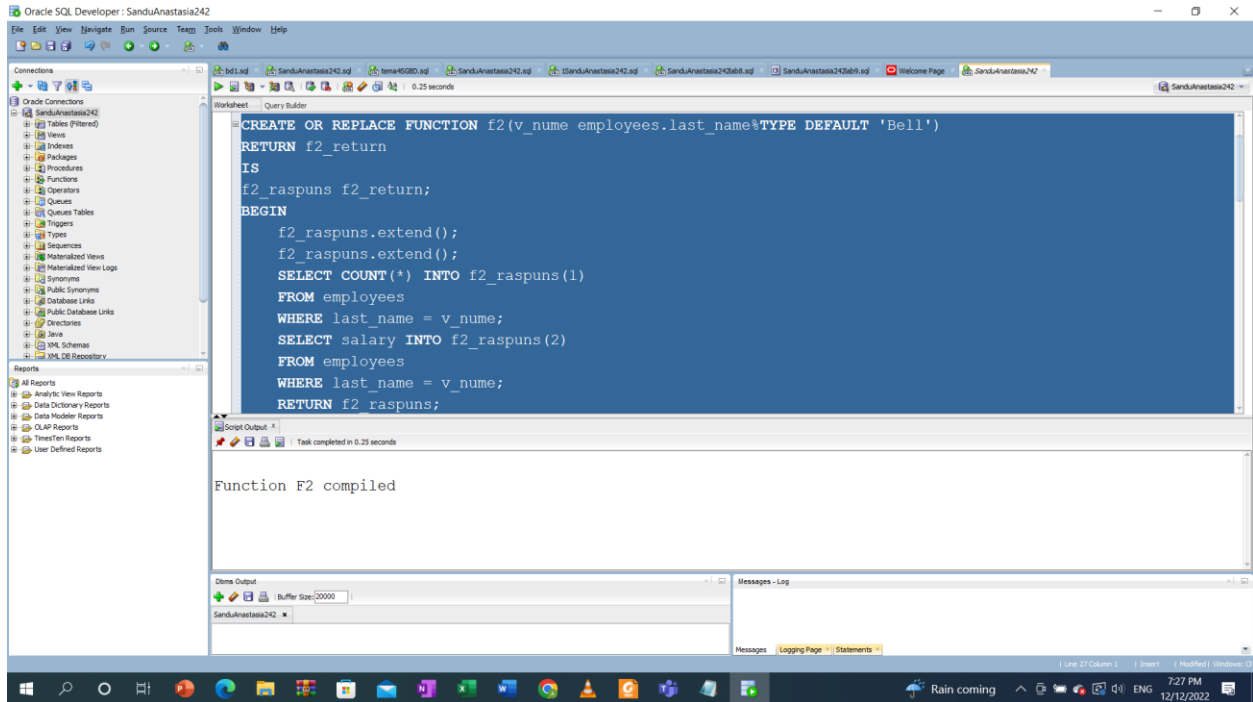 Oracle SQL Developer : SanduAnastasia242
File Edit View Navigate Run Source Team Tools Window Help
Connections
Oracle Connections
SanduAnastasia242
Tables (Filtered)
Views
Indexes
Packages
Procedures
Functions
Operators
Queues
Queues Tables
Triggers
Types
Sequences
Materialized Views
Materialized View Logs
Synonyms
Public Synonyms
Database Links
Public Database Links
Directories
Java
XML Schemas
XML DB Repository
Reports
All Reports
Analytic View Reports
Data Dictionary Reports
Data Modeler Reports
OLAP Reports
TimesTen Reports
User Defined Reports
bd1.sql SanduAnastasia242.sql tema4SGBD.sql SanduAnastasia242.sql 1SanduAnastasia242.sql SanduAnastasia242lab8.sql SanduAnastasia242lab9.sql Welcome Page SanduAnastasia242
0.25 seconds SanduAnastasia242
Worksheet Query Builder
CREATE OR REPLACE FUNCTION f2(v_nume employees.last_name%TYPE DEFAULT 'Bell')
RETURN f2_return
IS
f2_raspuns f2_return;
BEGIN
f2_raspuns.extend();
f2_raspuns.extend();
SELECT COUNT(*) INTO f2_raspuns(1)
FROM employees
WHERE last_name = v_nume;
SELECT salary INTO f2_raspuns(2)
FROM employees
WHERE last_name = v_nume;
RETURN f2_raspuns;
Script Output
Task completed in 0.25 seconds
Function F2 compiled
Dbms Output
Buffer Size: 20000
SanduAnastasia242
Messages - Log
Messages Logging Page Statements
Line 27 Column 1 | Insert | Modified | Windows: C
Rain coming ENG 7:27 PM
12/12/2022